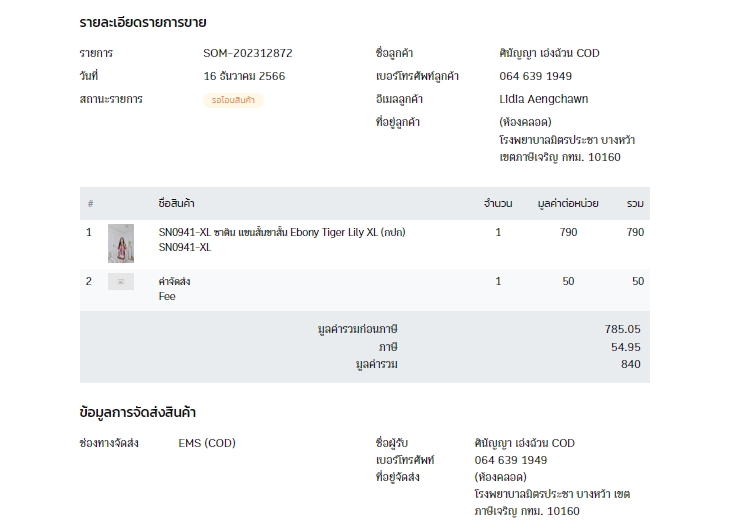 รายละเอียดรายการขาย
รายการ SOM-202312872
วันที่ 16 ธันวาคม 2566
สถานะรายการ รอโอนสินค้า
ชื่อลูกค้า ศนัญญา เอ่งฉ้วน COD
เบอร์โทรศัพท์ลูกค้า 064 639 1949
อีเมลลูกค้า Lidia Aengchawn
ที่อยู่ลูกค้า (ห้องคลอด)
โรงพยาบาลมิตรประชา บางหว้า
เขตภาษีเจริญ กทม. 10160
# ชื่อสินค้า จำนวน มูลค่าต่อหน่วย รวม
1 SN0941-XL ซาติน แขนสั้นขาสั้น Ebony Tiger Lily XL (กปก) 1 790 790
SN0941-XL
2 ค่าจัดส่ง 1 50 50
Fee
มูลค่ารวมก่อนภาษี 785.05
ภาษี 54.95
มูลค่ารวม 840
ข้อมูลการจัดส่งสินค้า
ช่องทางจัดส่ง EMS (COD)
ชื่อผู้รับ ศนัญญา เอ่งฉ้วน COD
เบอร์โทรศัพท์ 064 639 1949
ที่อยู่จัดส่ง (ห้องคลอด)
โรงพยาบาลมิตรประชา บางหว้า เขต
ภาษีเจริญ กทม. 10160